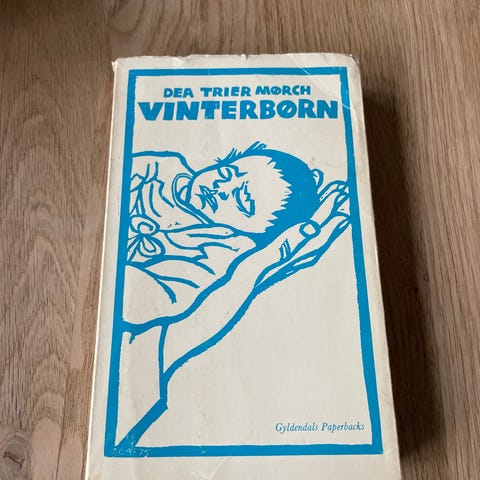 DEA TRIER MØRCH
VINTERBØRN
Gyldendals Paperbacks